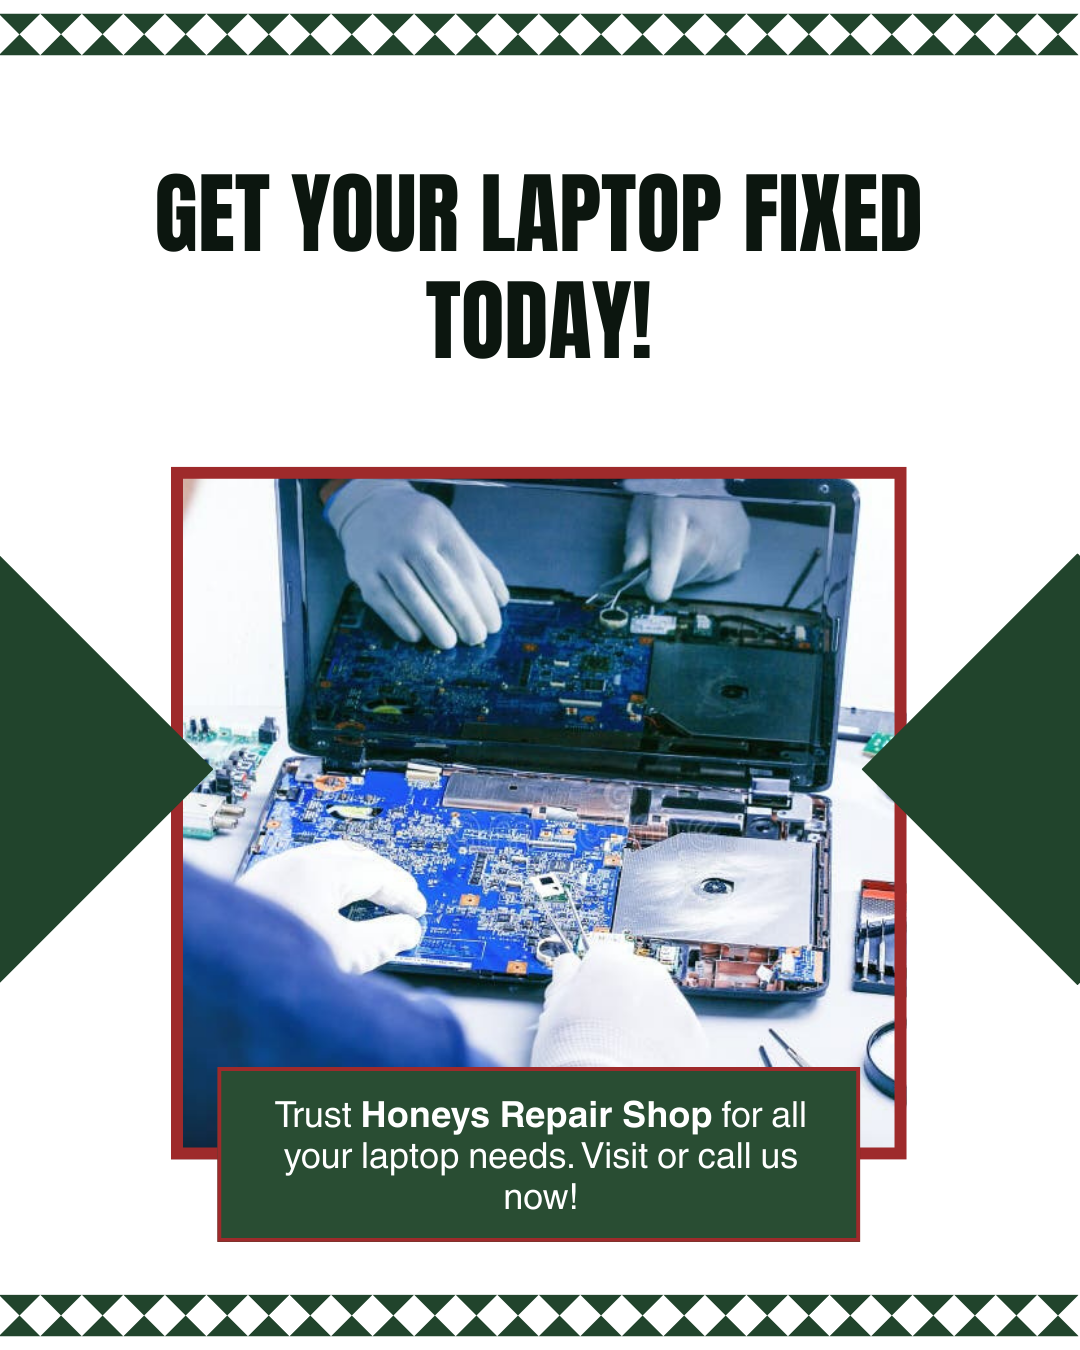 GET YOUR LAPTOP FIXED
TODAY!
Trust Honeys Repair Shop for all
your laptop needs. Visit or call us
now!